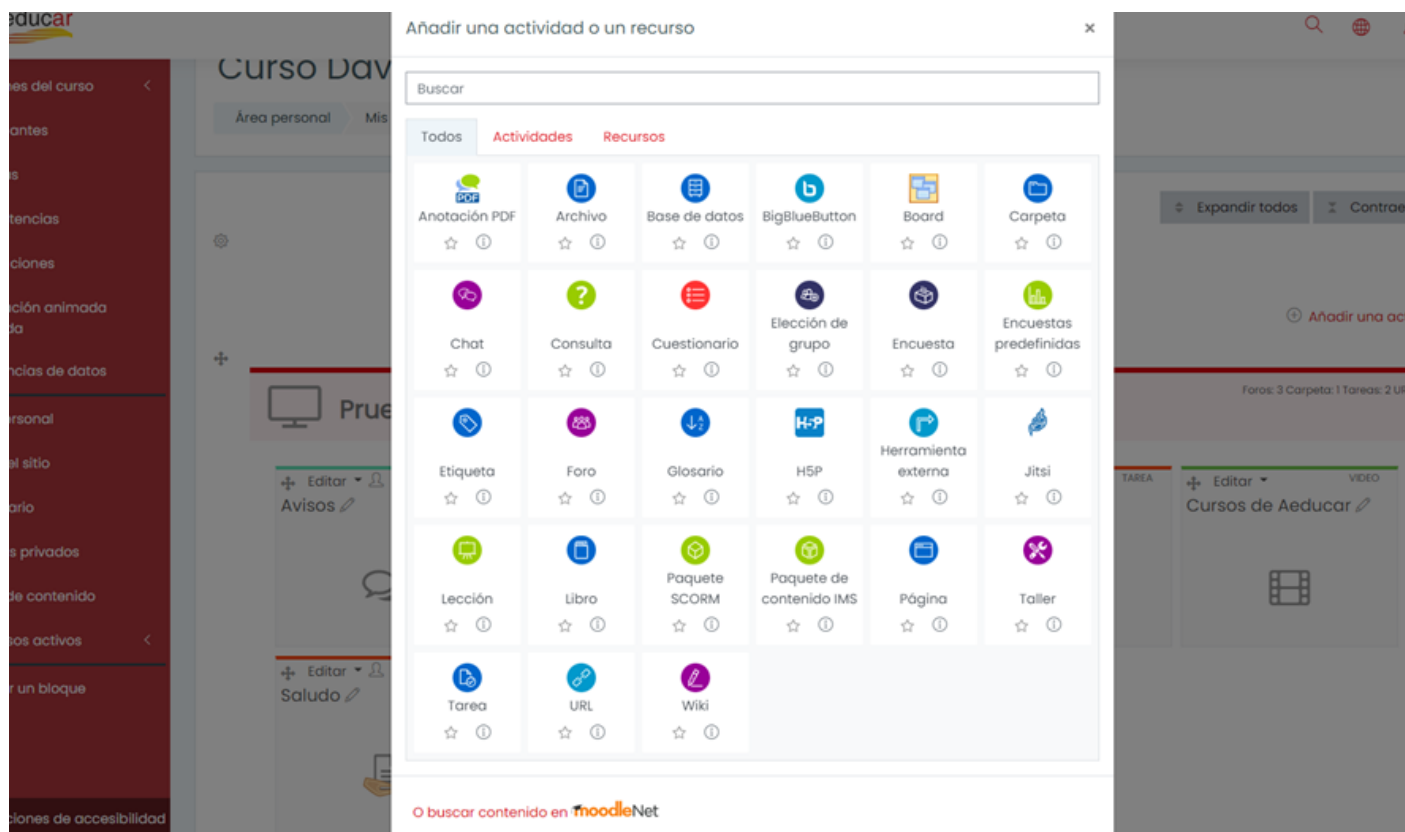 Añadir una actividad o un recurso
×
Buscar
Todos Actividades Recursos
PDF
Anotación PDF Archivo Base de datos BigBlueButton Board Carpeta
Chat Consulta Cuestionario Elección de grupo Encuesta Encuestas predefinidas
H5P
Etiqueta Foro Glosario H5P Herramienta externa Jitsi
Lección Libro Paquete SCORM Paquete de contenido IMS Página Taller
Tarea URL Wiki
O buscar contenido en moodleNet
educar
es del curso
antes
s
tencias
ciones
ción animada
da
ncias de datos
rsonal
el sitio
ario
s privados
de contenido
sos activos
r un bloque
ciones de accesibilidad
Curso Dav
Área personal Mis
Expandir todos Contrae
Añadir una ac
Prue
Foros: 3 Carpeta: 1 Tareas: 2 UR
Editar
Avisos
TAREA
Editar VIDEO
Cursos de Aeducar
Editar
Saludo